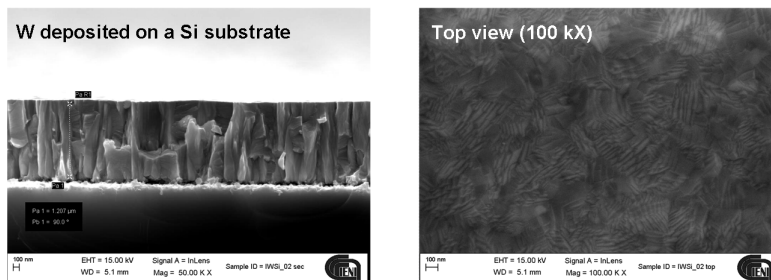 W deposited on a Si substrate
Pa R1
Pa 1
Pa 1 = 1.207 µm
Pb 1 = 90.0 °
100 nm
EHT = 15.00 kV
Signal A = InLens
WD = 5.1 mm
Mag = 50.00 K X
Sample ID = IWSi_02 sec
Top view (100 kX)
100 nm
EHT = 15.00 kV
Signal A = InLens
WD = 5.1 mm
Mag = 100.00 K X
Sample ID = IWSi_02 top